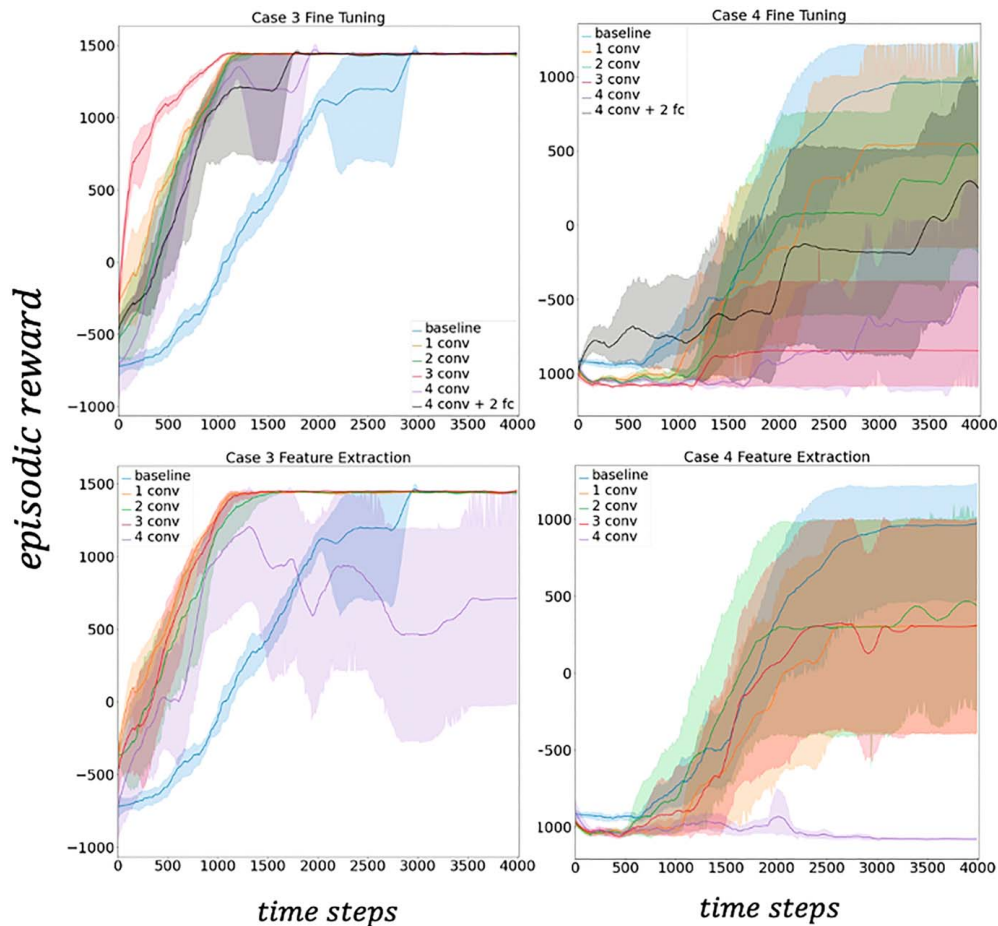 Case 3 Fine Tuning
1500
1000
500
0
−500
−1000
baseline
1 conv
2 conv
3 conv
4 conv
4 conv + 2 fc
0 500 1000 1500 2000 2500 3000 3500 4000
Case 4 Fine Tuning
baseline
1 conv
2 conv
3 conv
4 conv
4 conv + 2 fc
1000
500
0
−500
1000
0 500 1000 1500 2000 2500 3000 3500 4000
episodic reward
Case 3 Feature Extraction
baseline
1 conv
2 conv
3 conv
4 conv
1500
1000
500
0
−500
−1000
0 500 1000 1500 2000 2500 3000 3500 4000
time steps
Case 4 Feature Extraction
baseline
1 conv
2 conv
3 conv
4 conv
1000
500
0
−500
1000
0 500 1000 1500 2000 2500 3000 3500 4000
time steps